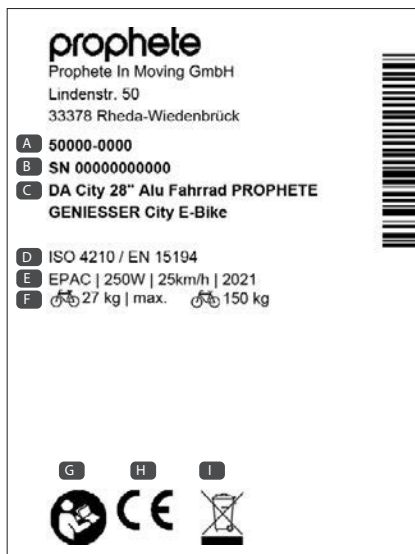 prophete
Prophete In Moving GmbH
Lindenstr. 50
33378 Rheda-Wiedenbrück
A 50000-0000
B SN 00000000000
C DA City 28" Alu Fahrrad PROPHETE
GENIESSER City E-Bike
D ISO 4210 / EN 15194
E EPAC | 250W | 25km/h | 2021
F 27 kg | max. 150 kg
G H I
CE